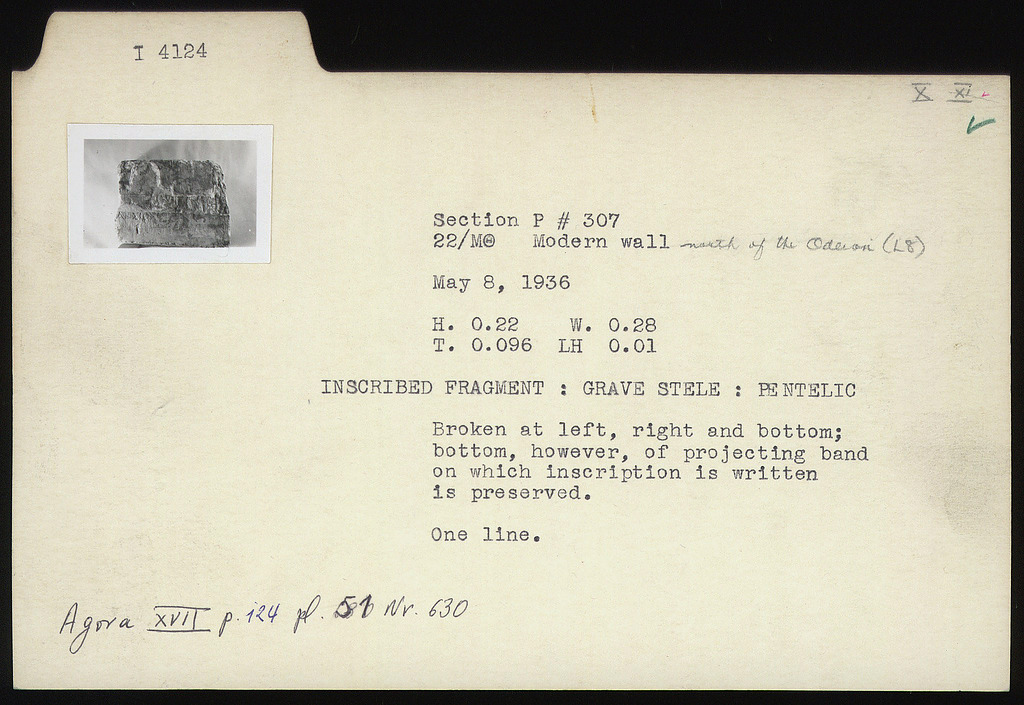 I 4124
X XI
Section P # 307
22/ΜΘ Modern wall north of the Odeion (L8)
May 8, 1936
H. 0.22 W. 0.28
T. 0.096 LH 0.01
INSCRIBED FRAGMENT : GRAVE STELE : PENTELIC
Broken at left, right and bottom;
bottom, however, of projecting band
on which inscription is written
is preserved.
One line.
Agora XVII p. 124 pl. 51 Nr. 630